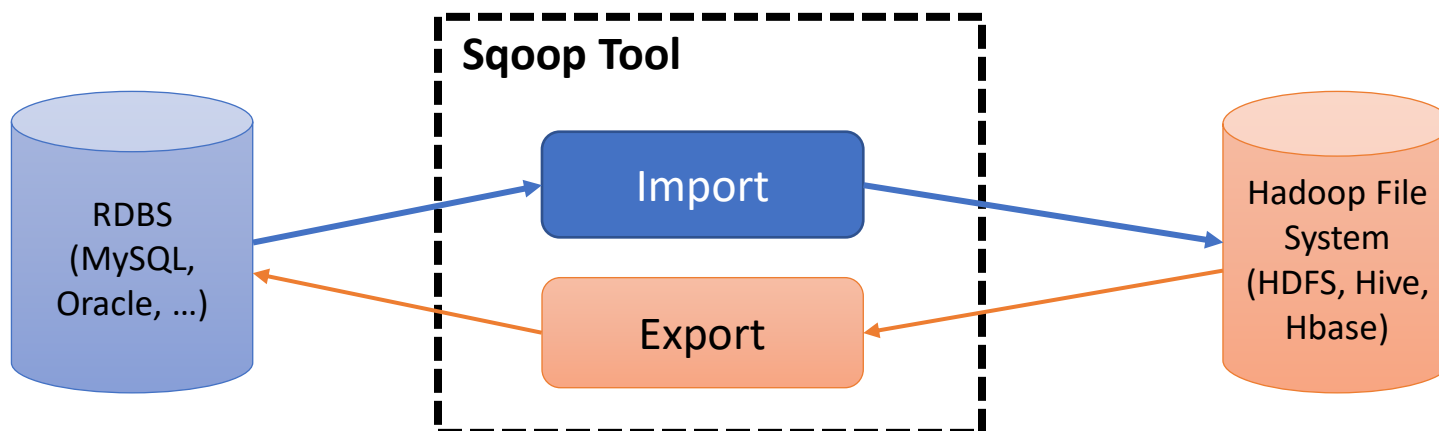 Sqoop Tool
RDBS
(MySQL,
Oracle, …)
Import
Export
Hadoop File
System
(HDFS, Hive,
Hbase)